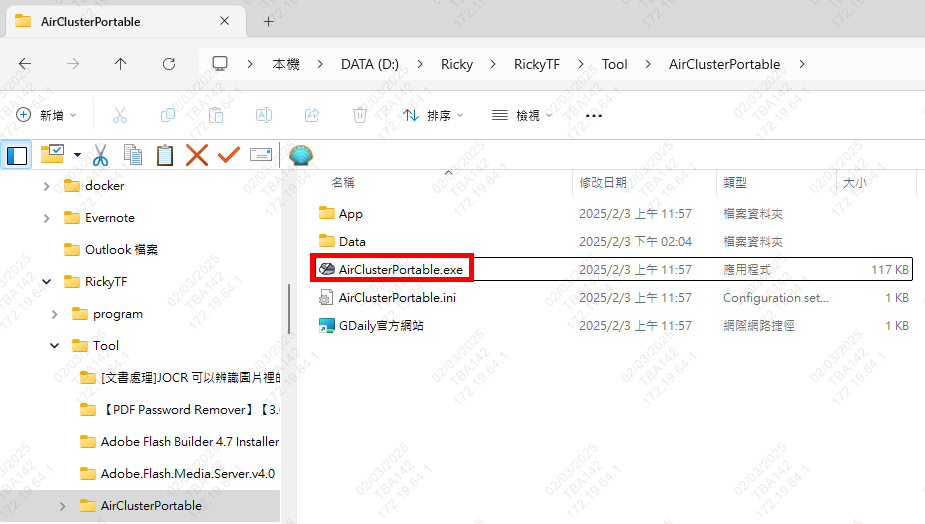 AirClusterPortable
本機 > DATA (D:) > Ricky > RickyTF > Tool > AirClusterPortable >
新增 排序 檢視 ...
名稱 修改日期 類型 大小
docker
Evernote
Outlook 檔案
RickyTF
program
Tool
[文書處理]JOCR 可以辨識圖片裡的
【PDF Password Remover】【3.
Adobe Flash Builder 4.7 Installer
Adobe.Flash.Media.Server.v4.0
AirClusterPortable
App 2025/2/3 上午 11:57 檔案資料夾
Data 2025/2/3 下午 02:04 檔案資料夾
AirClusterPortable.exe 2025/2/3 上午 11:57 應用程式 117 KB
AirClusterPortable.ini 2025/2/3 上午 11:57 Configuration set... 1 KB
GDaily官方網站 2025/2/3 上午 11:57 網際網路捷徑 1 KB
02/03/2025
TBA142
172.19.64.1